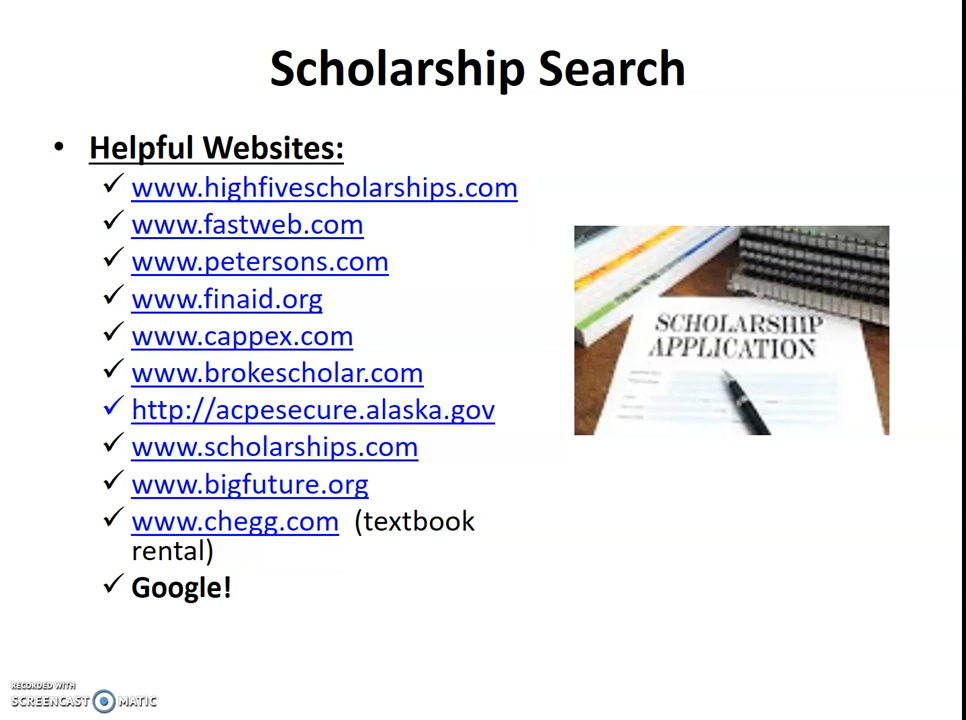 Scholarship Search
• Helpful Websites:
✓ www.highfivescholarships.com
✓ www.fastweb.com
✓ www.petersons.com
✓ www.finaid.org
✓ www.cappex.com
✓ www.brokescholar.com
✓ http://acpesecure.alaska.gov
✓ www.scholarships.com
✓ www.bigfuture.org
✓ www.chegg.com (textbook
rental)
✓ Google!
SCHOLARSHIP
APPLICATION
RECORDED WITH
SCREENCAST MATIC